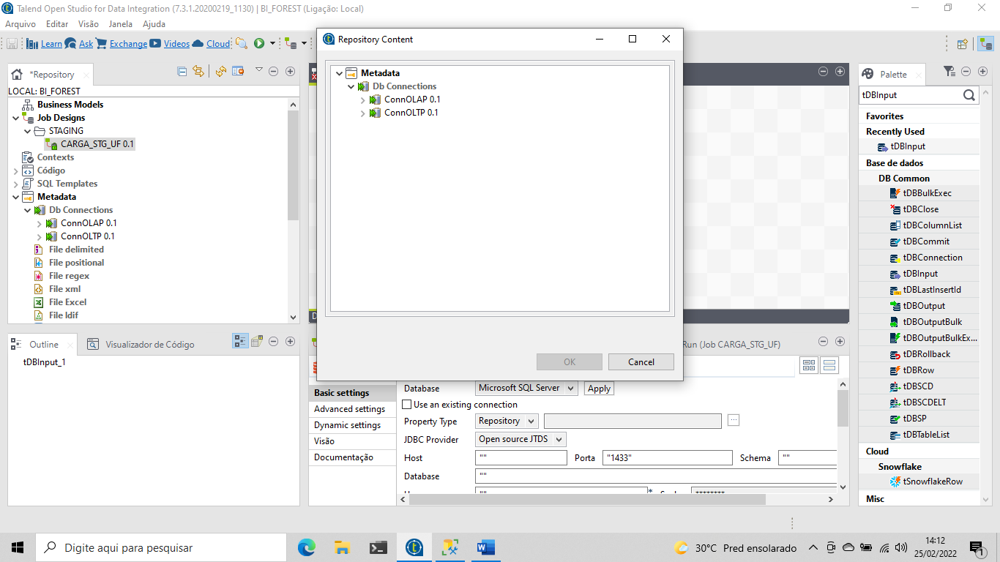 Talend Open Studio for Data Integration (7.3.1.20200219_1130) | BI_FOREST (Ligação: Local)
Arquivo Editar Visão Janela Ajuda
Learn Ask Exchange Videos Cloud
*Repository
LOCAL: BI_FOREST
Business Models
Job Designs
STAGING
CARGA_STG_UF 0.1
Contexts
Código
SQL Templates
Metadata
Db Connections
ConnOLAP 0.1
ConnOLTP 0.1
File delimited
File positional
File regex
File xml
File Excel
File ldif
Outline
Visualizador de Código
tDBInput_1
Repository Content
Metadata
Db Connections
ConnOLAP 0.1
ConnOLTP 0.1
OK
Cancel
Run (Job CARGA_STG_UF)
Basic settings
Advanced settings
Dynamic settings
Visão
Documentação
Database Microsoft SQL Server Apply
Use an existing connection
Property Type Repository ...
JDBC Provider Open source JTDS
Host "" Porta "1433" Schema ""
Database ""
"" * ********
Palette
tDBInput
Favorites
Recently Used
tDBInput
Base de dados
DB Common
tDBBulkExec
tDBClose
tDBColumnList
tDBCommit
tDBConnection
tDBInput
tDBLastInsertId
tDBOutput
tDBOutputBulk
tDBOutputBulkEx...
tDBRollback
tDBRow
tDBSCD
tDBSCDELT
tDBSP
tDBTableList
Cloud
Snowflake
tSnowflakeRow
Misc
Digite aqui para pesquisar
30°C Pred ensolarado
14:12
25/02/2022
1